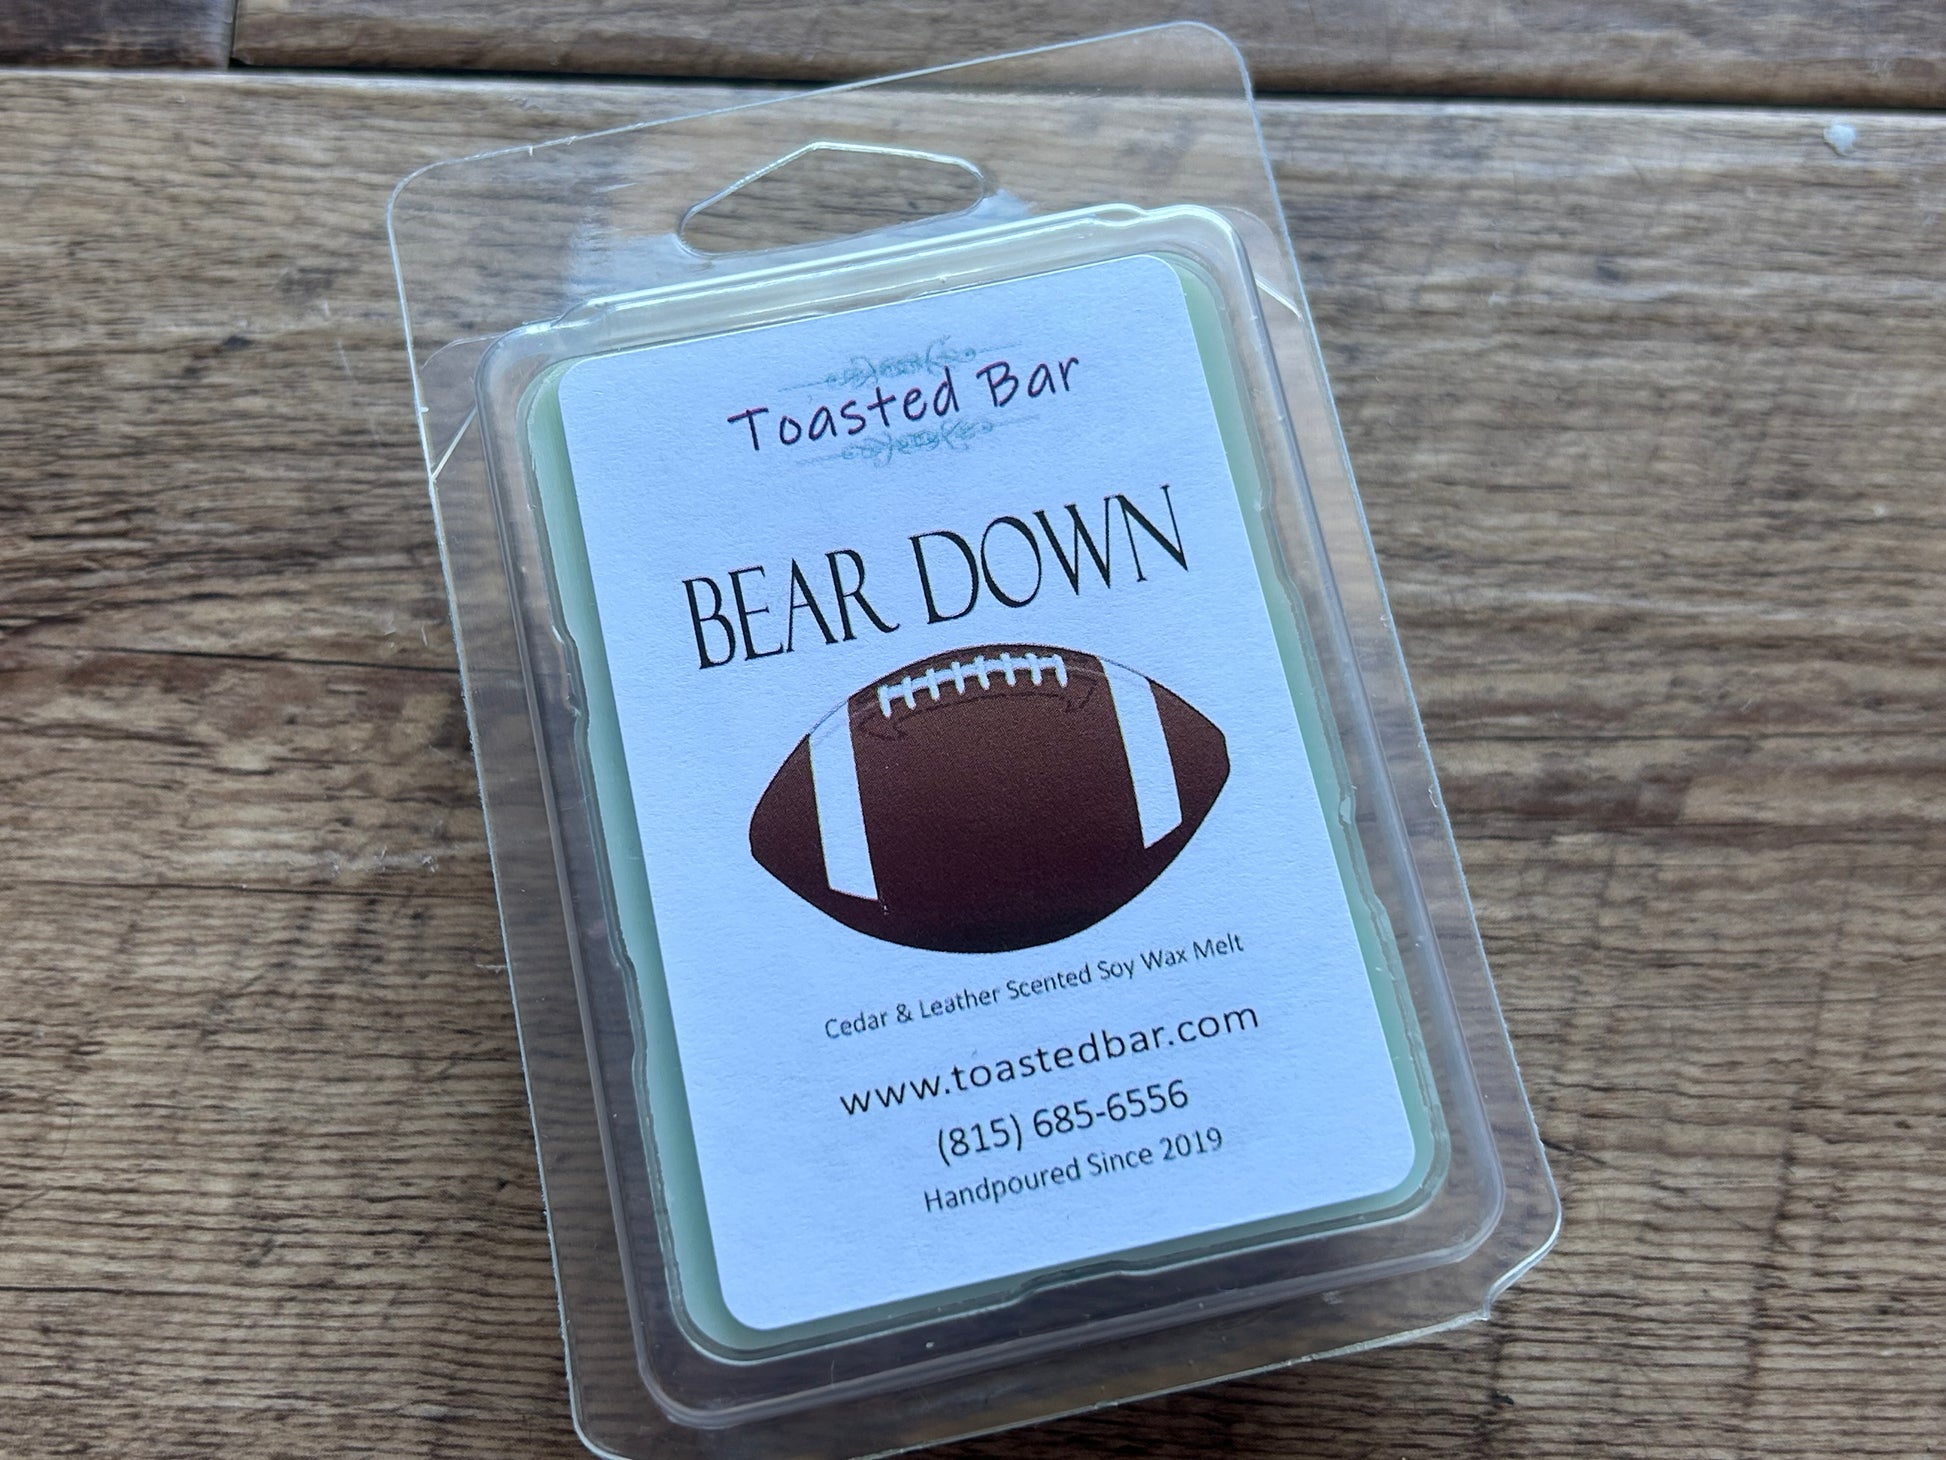 Toasted Bar
BEAR DOWN
Cedar & Leather Scented Soy Wax Melt
www.toastedbar.com
(815) 685-6556
Handpoured Since 2019